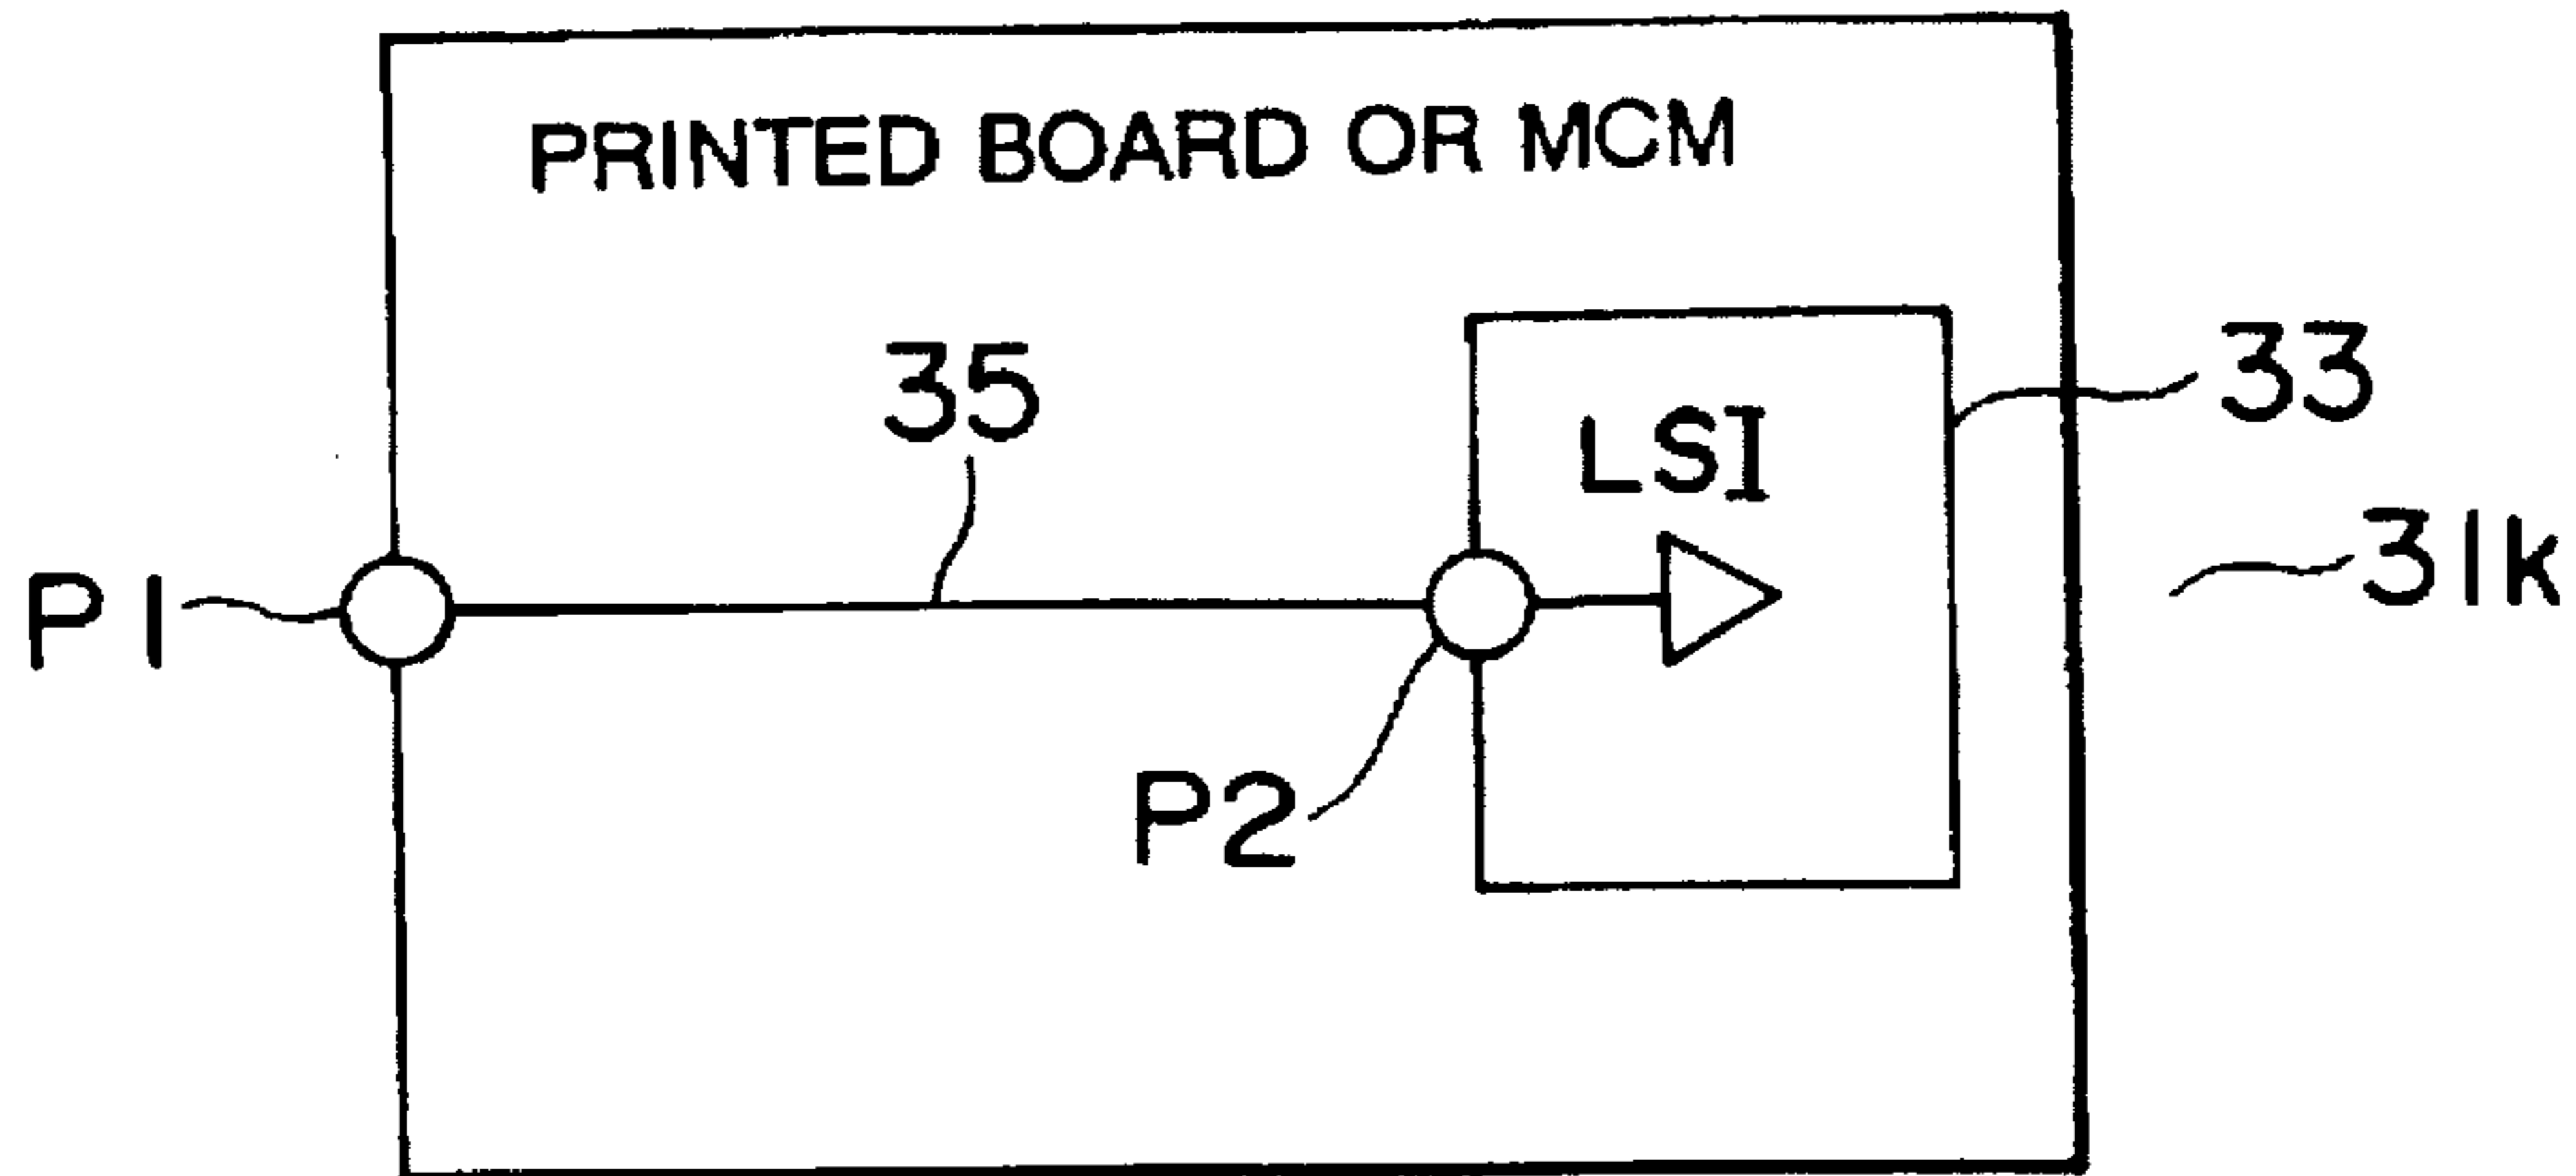 PRINTED BOARD OR MCM
35
33
LSI
31k
P1
P2